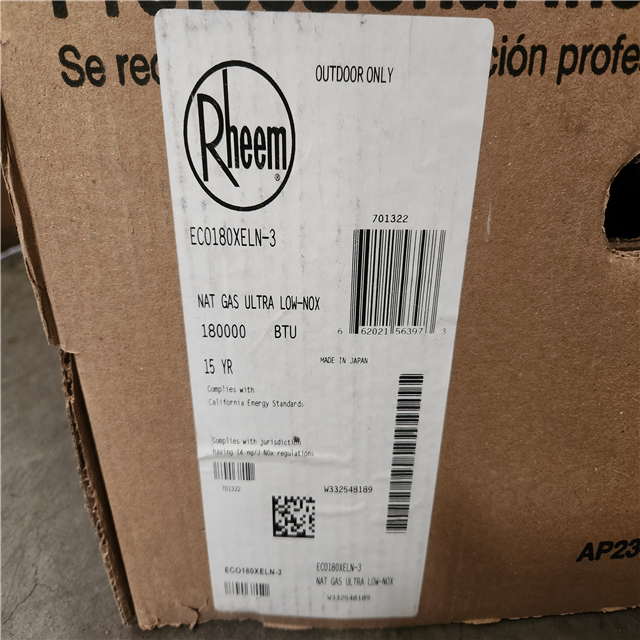 Se rec
ción profe
OUTDOOR ONLY
Rheem
®
ECO180XELN-3
701322
6 62021 56397 3
NAT GAS ULTRA LOW-NOX
180000 BTU
15 YR
MADE IN JAPAN
Complies with
California Energy Standards
Complies with jurisdiction
having 14 ng/J NOx regulations
701322
W332548189
ECO180XELN-3
ECO180XELN-3
NAT GAS ULTRA LOW-NOX
W332548189
AP23